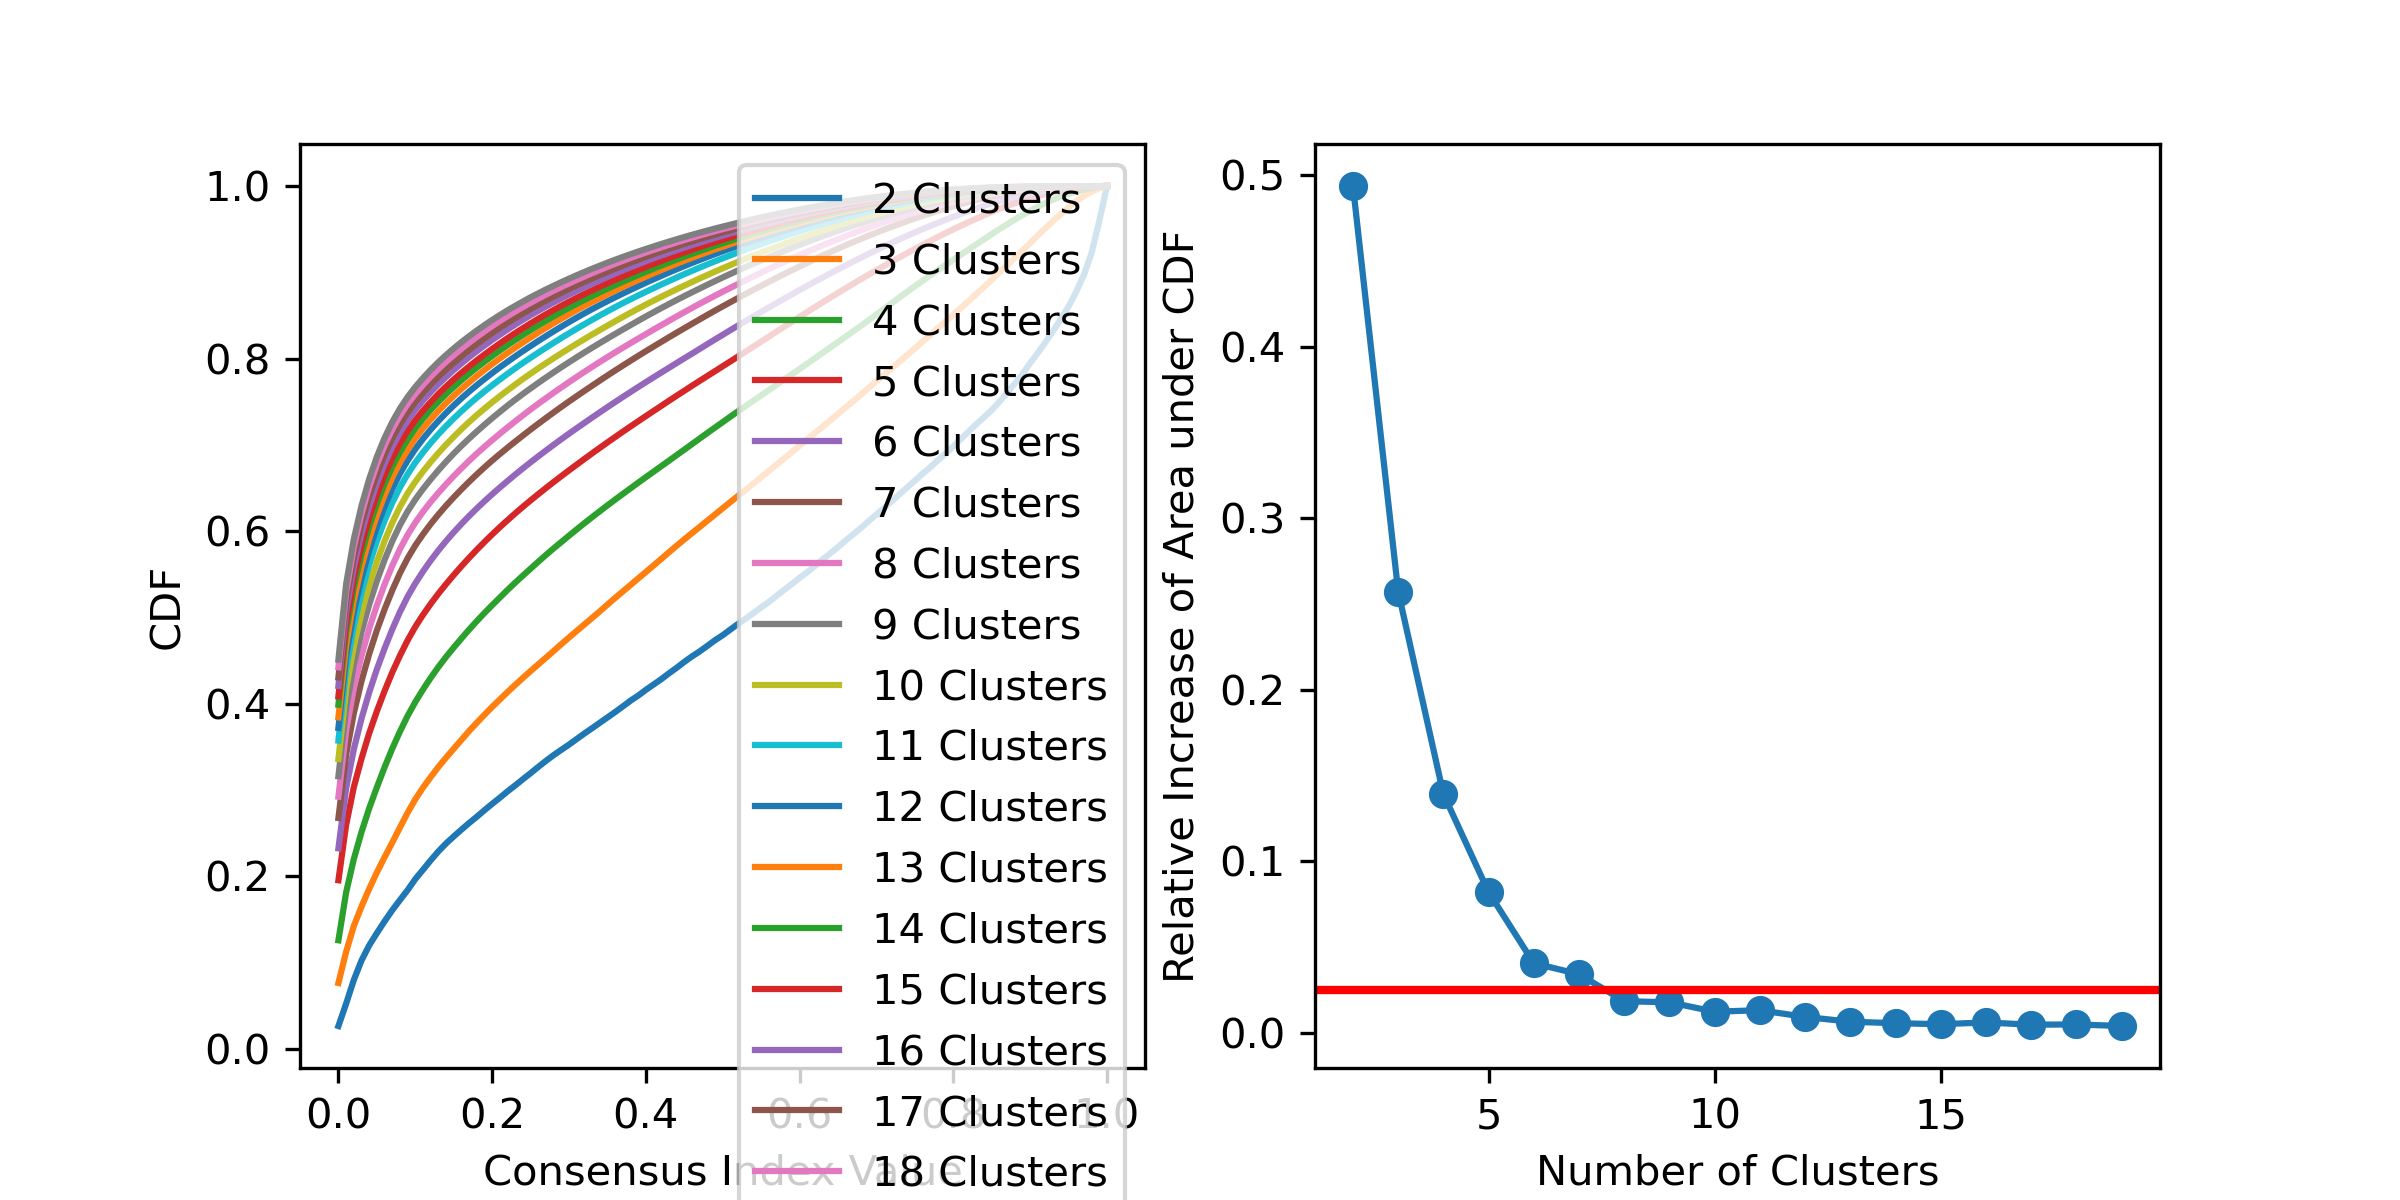 CDF
1.0
0.8
0.6
0.4
0.2
0.0
0.0 0.2 0.4 0.6 0.8 1.0
Consensus Index Value
2 Clusters
3 Clusters
4 Clusters
5 Clusters
6 Clusters
7 Clusters
8 Clusters
9 Clusters
10 Clusters
11 Clusters
12 Clusters
13 Clusters
14 Clusters
15 Clusters
16 Clusters
17 Clusters
18 Clusters
Relative Increase of Area under CDF
0.5
0.4
0.3
0.2
0.1
0.0
5 10 15
Number of Clusters